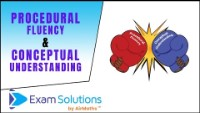 PROCEDURAL
FLUENCY
&
CONCEPTUAL
UNDERSTANDING
ExamSolutions